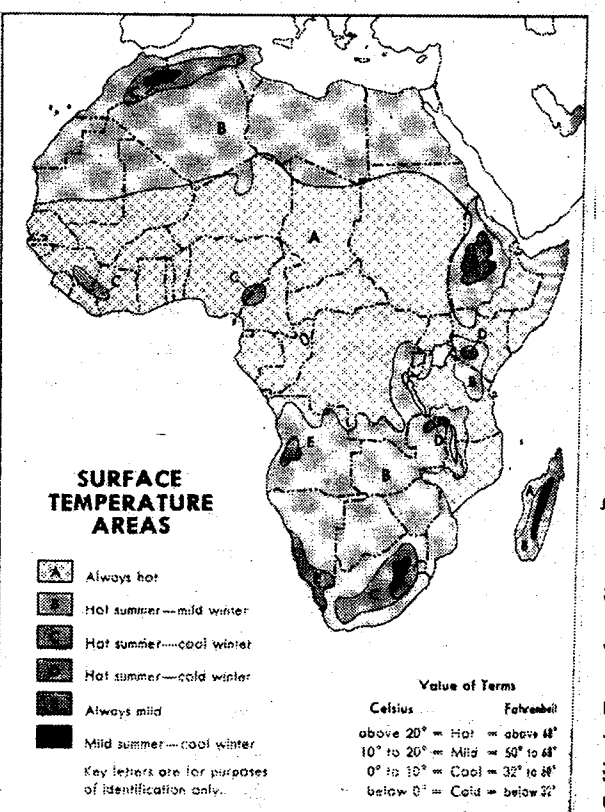 B
A
C
C
D
B
D
E
B
A
B
SURFACE
TEMPERATURE
AREAS
A Always hot
B Hot summer—mild winter
C Hot summer—cool winter
Hot summer—cold winter
Always mild
Mild summer—cool winter
Key letters are for purposes
of identification only.
Value of Terms
Celsius Fahrenheit
above 20° = Hot = above 68°
10° to 20° = Mild = 50° to 68°
0° to 10° = Cool = 32° to
below 0° = Cold = below 32°